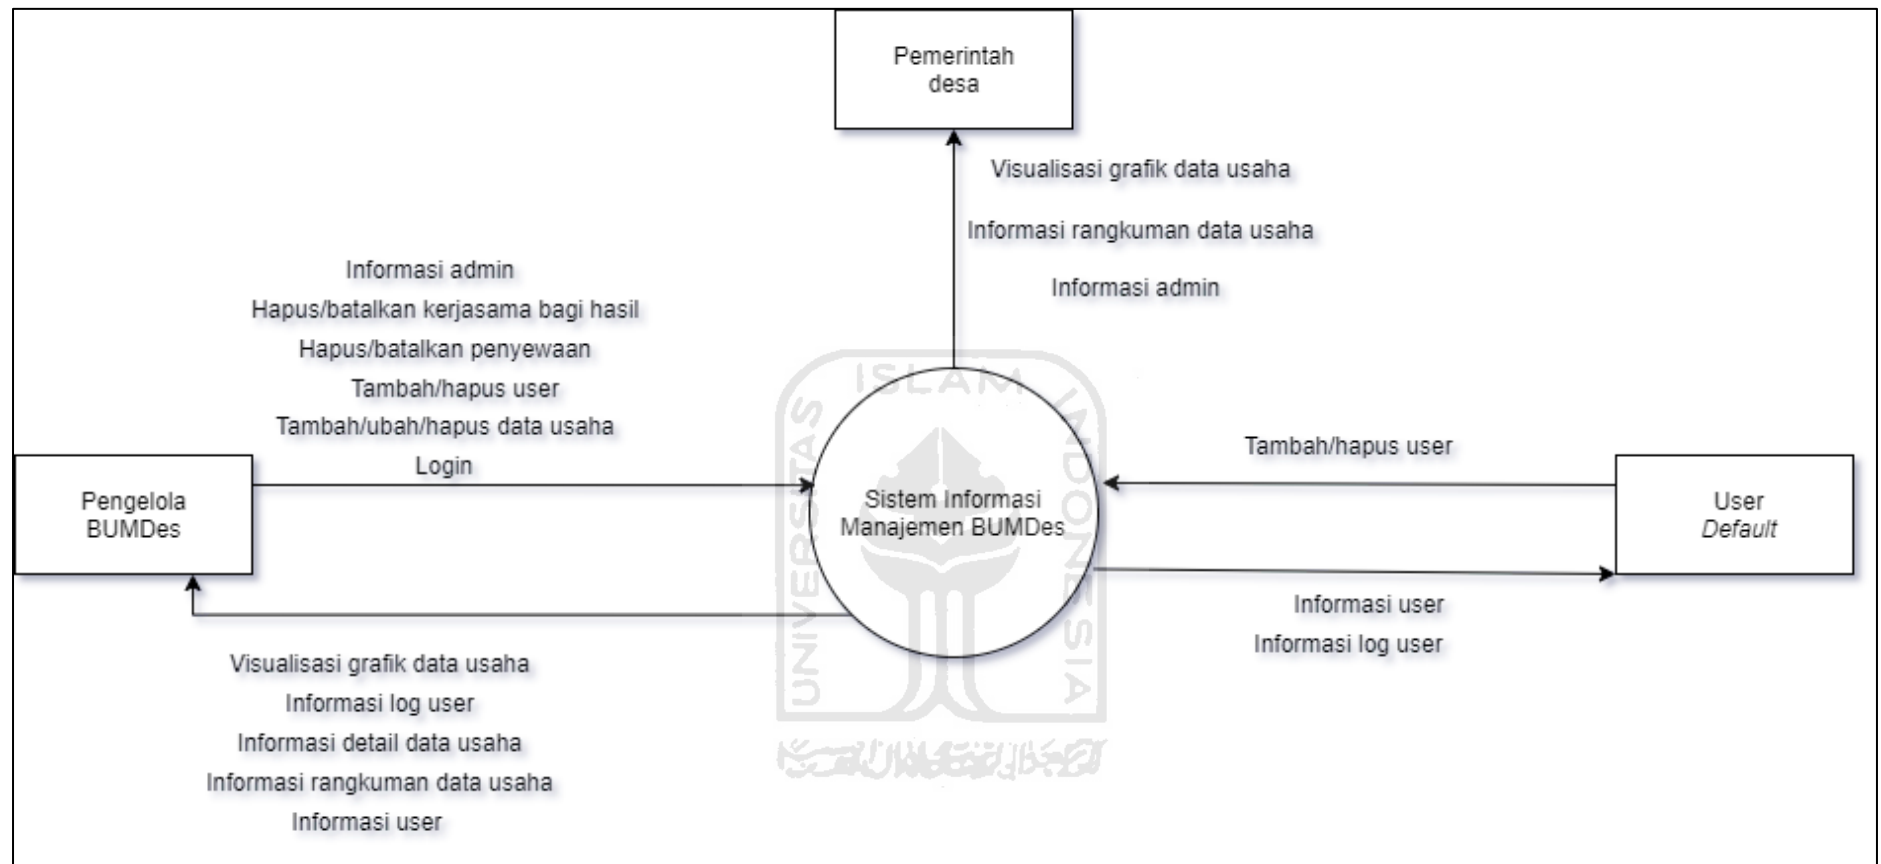 Pemerintah
desa
Visualisasi grafik data usaha
Informasi rangkuman data usaha
Informasi admin
Informasi admin
Hapus/batalkan kerjasama bagi hasil
Hapus/batalkan penyewaan
Tambah/hapus user
Tambah/ubah/hapus data usaha
Login
Pengelola
BUMDes
Sistem Informasi
Manajemen BUMDes
Tambah/hapus user
User
Default
Informasi user
Informasi log user
Visualisasi grafik data usaha
Informasi log user
Informasi detail data usaha
Informasi rangkuman data usaha
Informasi user
UNIVERSITAS
ISLAM
INDONESIA